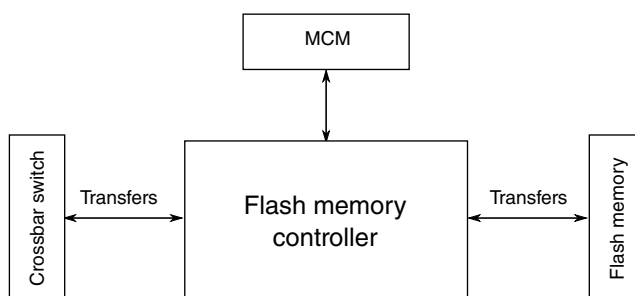 MCM
Crossbar switch
Transfers
Flash memory
controller
Transfers
Flash memory